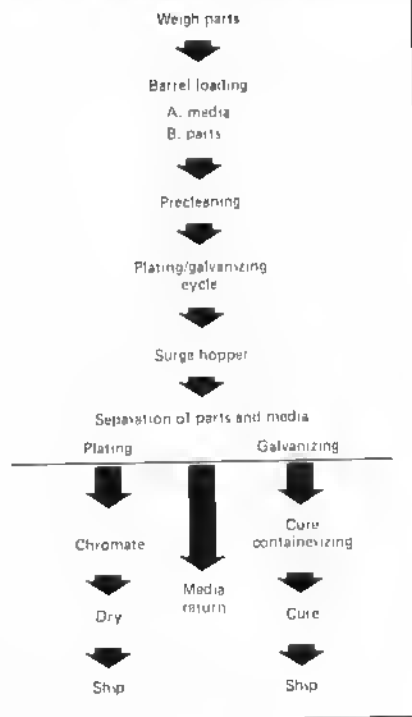 Weigh parts
Barrel loading
A. media
B. parts
Precleaning
Plating/galvanizing
cycle
Surge hopper
Separation of parts and media
Plating
Galvanizing
Chromate
Media
return
Cure
containerizing
Dry
Cure
Ship
Ship